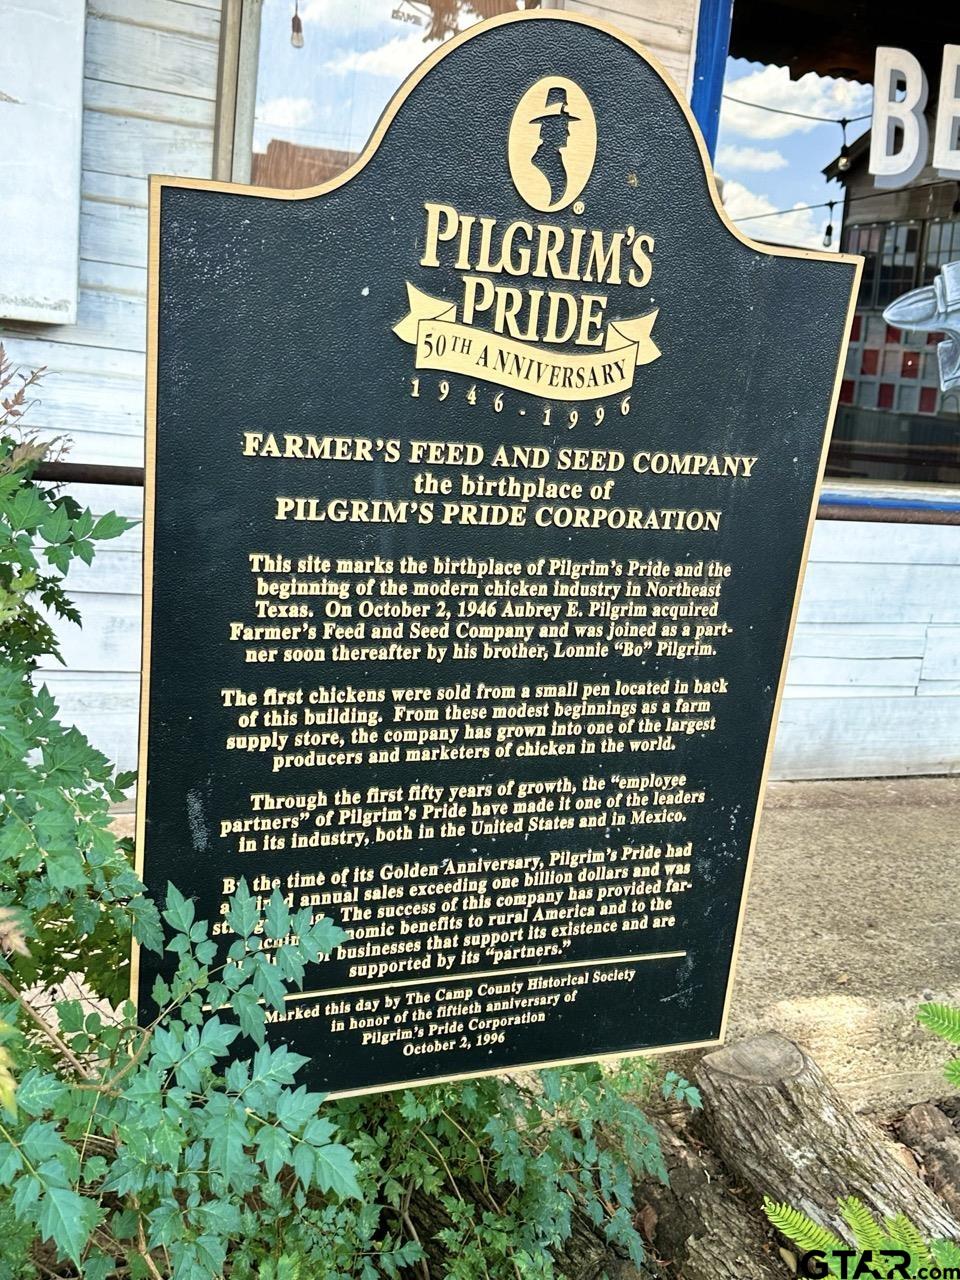 BE
®
PILGRIM'S
PRIDE
50TH ANNIVERSARY
1946-1996
FARMER'S FEED AND SEED COMPANY
the birthplace of
PILGRIM'S PRIDE CORPORATION
This site marks the birthplace of Pilgrim's Pride and the
beginning of the modern chicken industry in Northeast
Texas. On October 2, 1946 Aubrey E. Pilgrim acquired
Farmer's Feed and Seed Company and was joined as a part-
ner soon thereafter by his brother, Lonnie "Bo" Pilgrim.
The first chickens were sold from a small pen located in back
of this building. From these modest beginnings as a farm
supply store, the company has grown into one of the largest
producers and marketers of chicken in the world.
Through the first fifty years of growth, the "employee
partners" of Pilgrim's Pride have made it one of the leaders
in its industry, both in the United States and in Mexico.
By the time of its Golden Anniversary, Pilgrim's Pride had
annual sales exceeding one billion dollars and was
The success of this company has provided far-
benefits to rural America and to the
businesses that support its existence and are
supported by its "partners."
Marked this day by The Camp County Historical Society
in honor of the fiftieth anniversary of
Pilgrim's Pride Corporation
October 2, 1996
GTAR.com